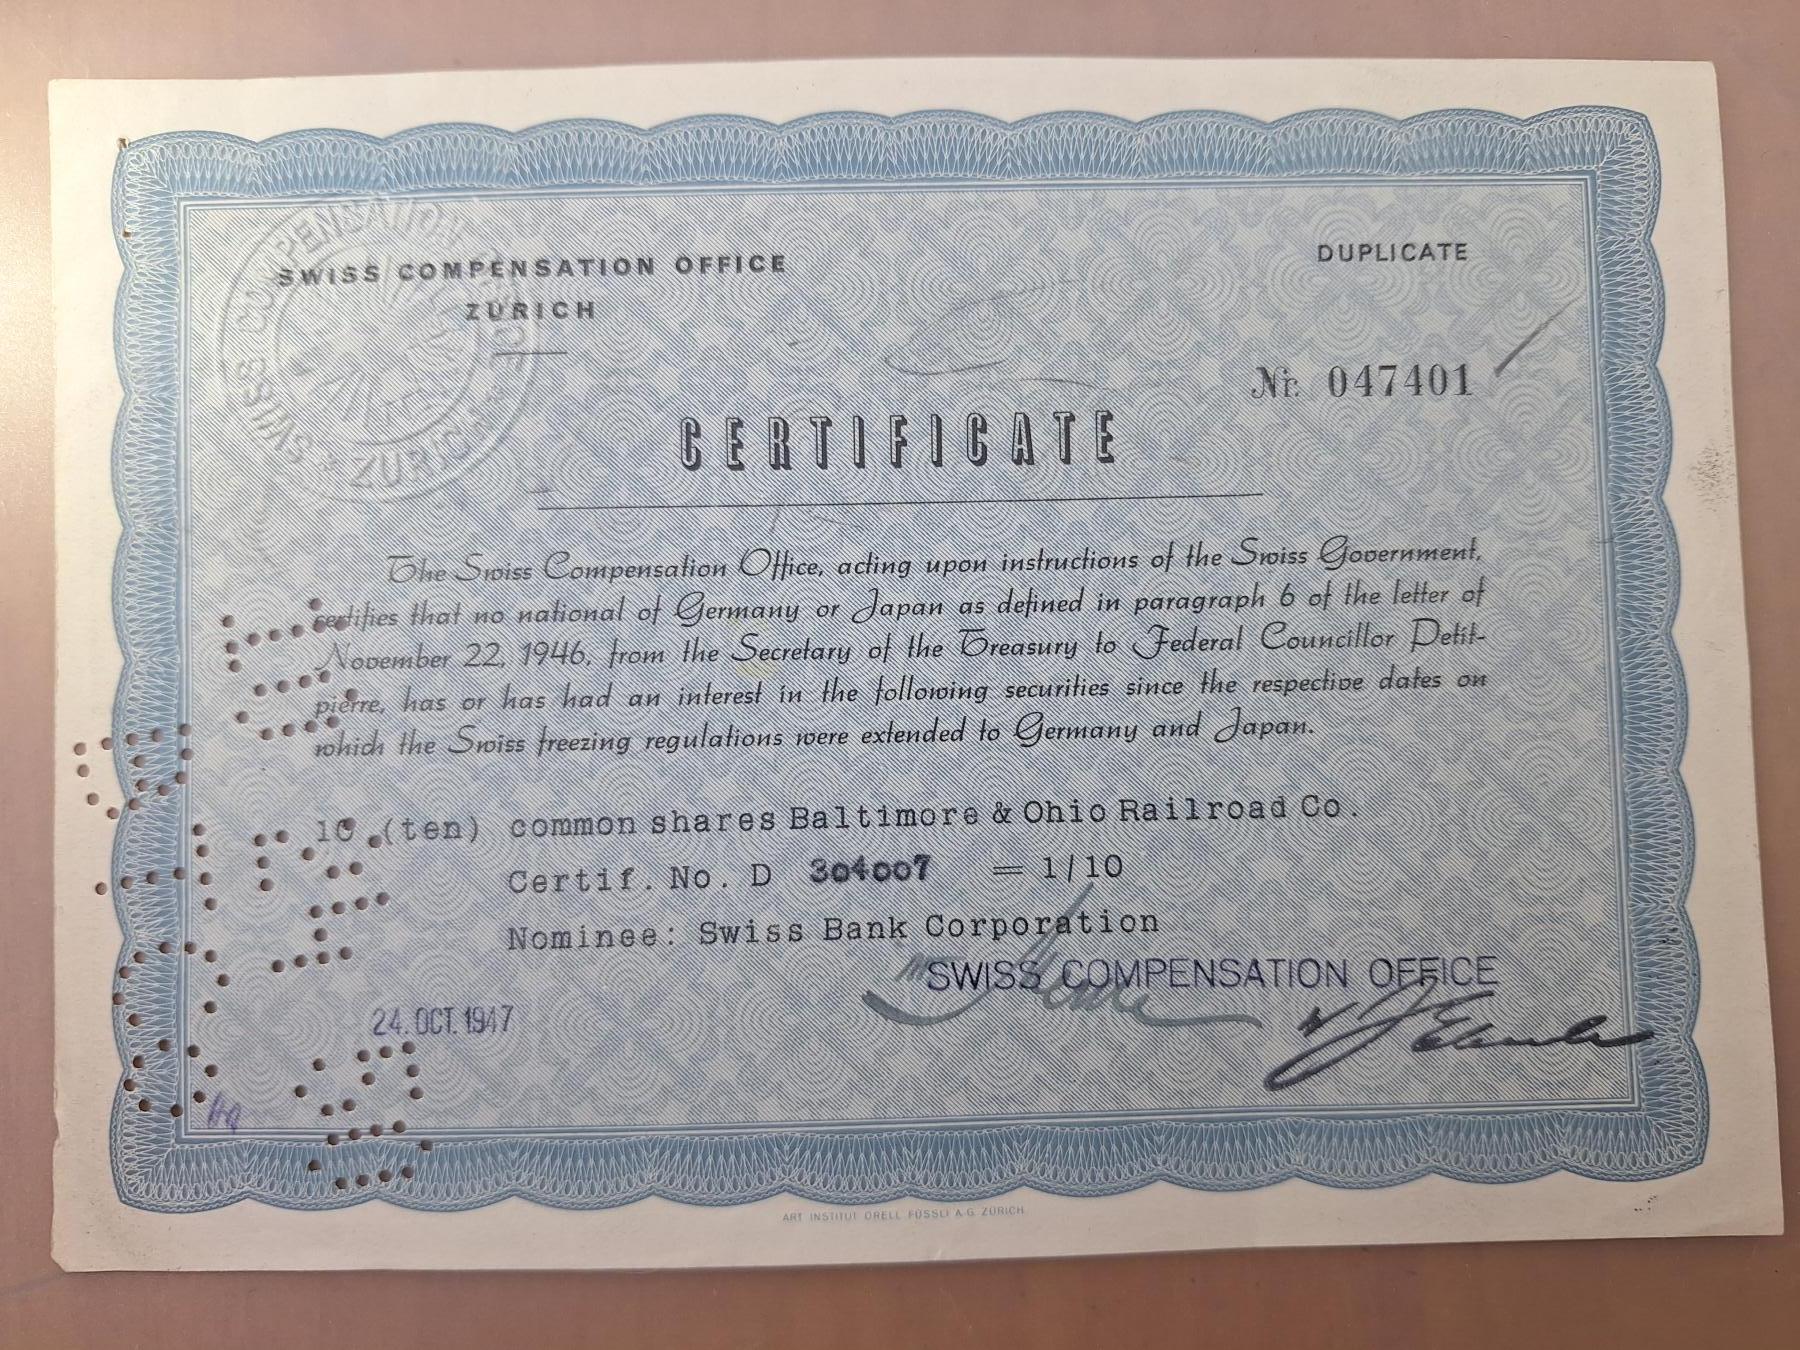 SWISS COMPENSATION OFFICE
ZURICH
DUPLICATE
SWISS COMPENSATION OFFICE ZURICH
Nr. 047401
CERTIFICATE
The Swiss Compensation Office, acting upon instructions of the Swiss Government,
certifies that no national of Germany or Japan as defined in paragraph 6 of the letter of
November 22, 1946, from the Secretary of the Treasury to Federal Councillor Petit-
pierre, has or has had an interest in the following securities since the respective dates on
which the Swiss freezing regulations were extended to Germany and Japan.
10 (ten) common shares Baltimore & Ohio Railroad Co.
Certif. No. D 304007 = 1/10
Nominee: Swiss Bank Corporation
SWISS COMPENSATION OFFICE
24. OCT. 1947
ART INSTITUT ORELL FÜSSLI A.G. ZÜRICH